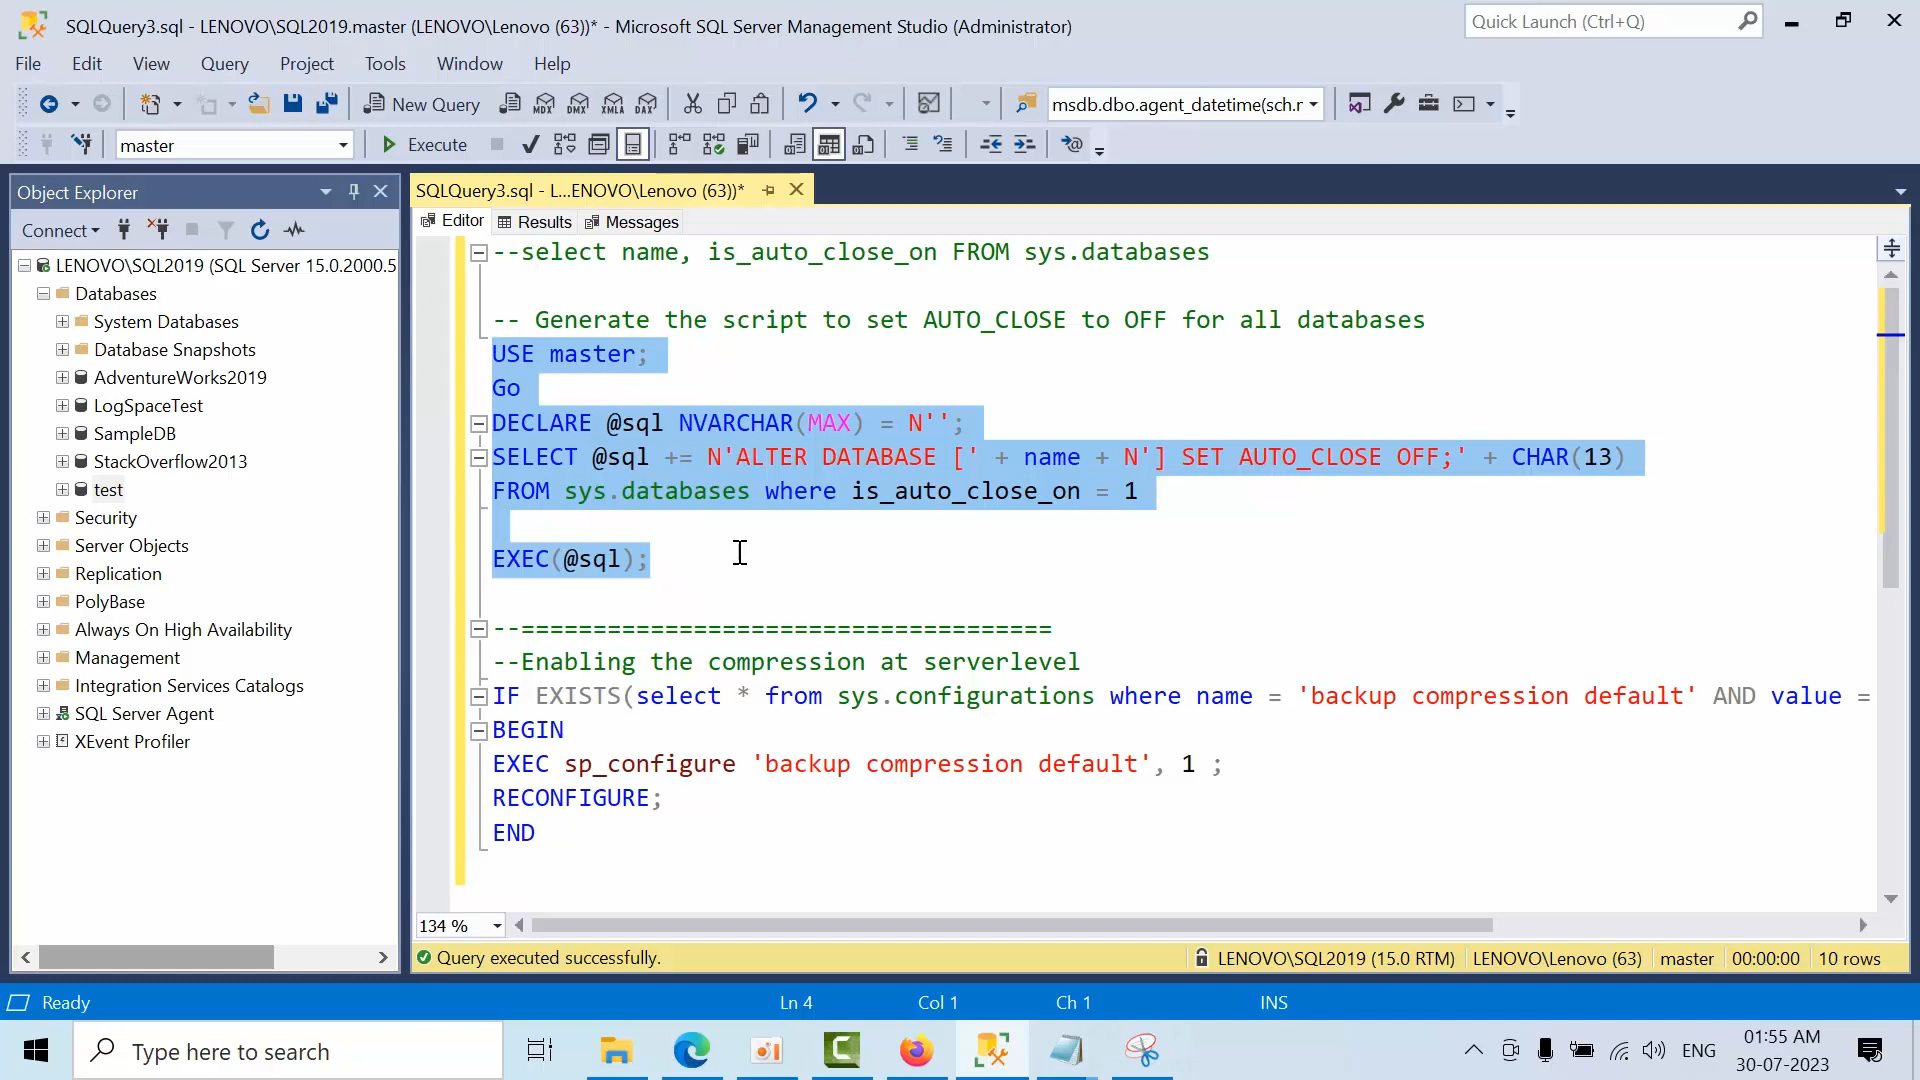 SQLQuery3.sql - LENOVO\SQL2019.master (LENOVO\Lenovo (63))* - Microsoft SQL Server Management Studio (Administrator)
Quick Launch (Ctrl+Q)
File Edit View Query Project Tools Window Help
New Query
MDX DMX XMLA DAX
msdb.dbo.agent_datetime(sch.r
master
Execute
Object Explorer
SQLQuery3.sql - L...ENOVO\Lenovo (63))*
Connect
Editor Results Messages
LENOVO\SQL2019 (SQL Server 15.0.2000.5
Databases
System Databases
Database Snapshots
AdventureWorks2019
LogSpaceTest
SampleDB
StackOverflow2013
test
Security
Server Objects
Replication
PolyBase
Always On High Availability
Management
Integration Services Catalogs
SQL Server Agent
XEvent Profiler
--select name, is_auto_close_on FROM sys.databases
-- Generate the script to set AUTO_CLOSE to OFF for all databases
USE master;
Go
DECLARE @sql NVARCHAR(MAX) = N'';
SELECT @sql += N'ALTER DATABASE [' + name + N'] SET AUTO_CLOSE OFF;' + CHAR(13)
FROM sys.databases where is_auto_close_on = 1
EXEC(@sql);
--=====================================
--Enabling the compression at serverlevel
IF EXISTS(select * from sys.configurations where name = 'backup compression default' AND value =
BEGIN
EXEC sp_configure 'backup compression default', 1 ;
RECONFIGURE;
END
134 %
Query executed successfully.
LENOVO\SQL2019 (15.0 RTM) LENOVO\Lenovo (63) master 00:00:00 10 rows
Ready Ln 4 Col 1 Ch 1 INS
Type here to search
ENG
01:55 AM
30-07-2023